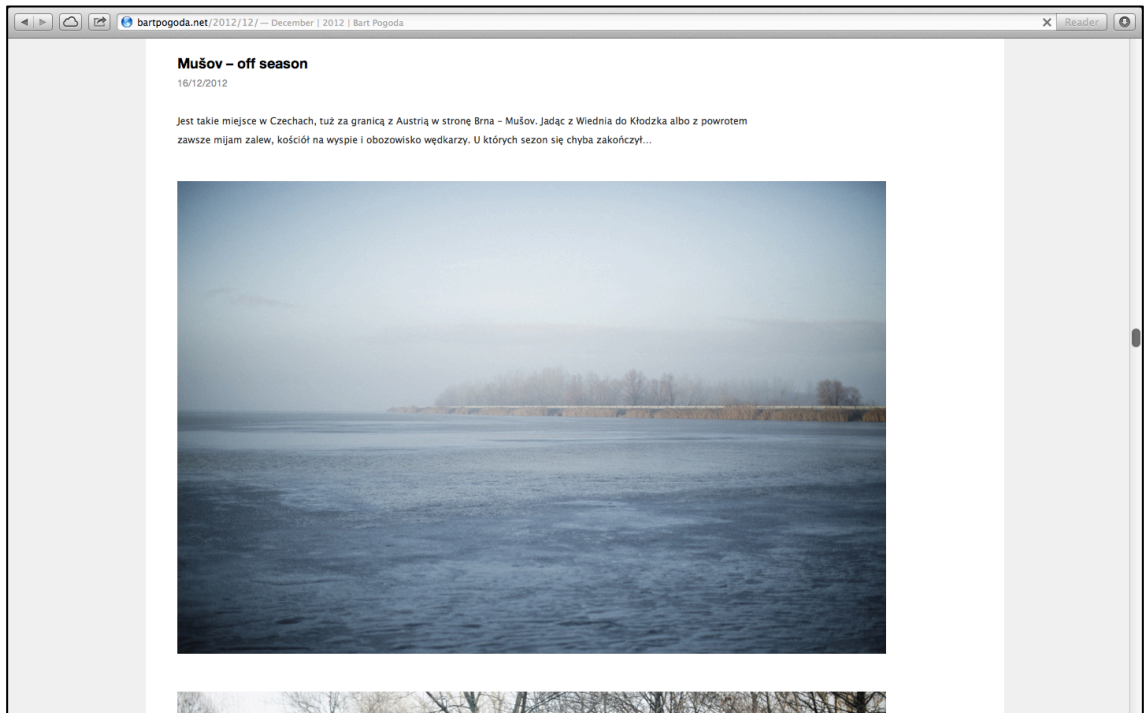 bartpogoda.net/2012/12/ — December | 2012 | Bart Pogoda
Reader
Mušov – off season
16/12/2012
Jest takie miejsce w Czechach, tuż za granicą z Austrią w stronę Brna – Mušov. Jadąc z Wiednia do Kłodzka albo z powrotem
zawsze mijam zalew, kościół na wyspie i obozowisko wędkarzy. U których sezon się chyba zakończył…